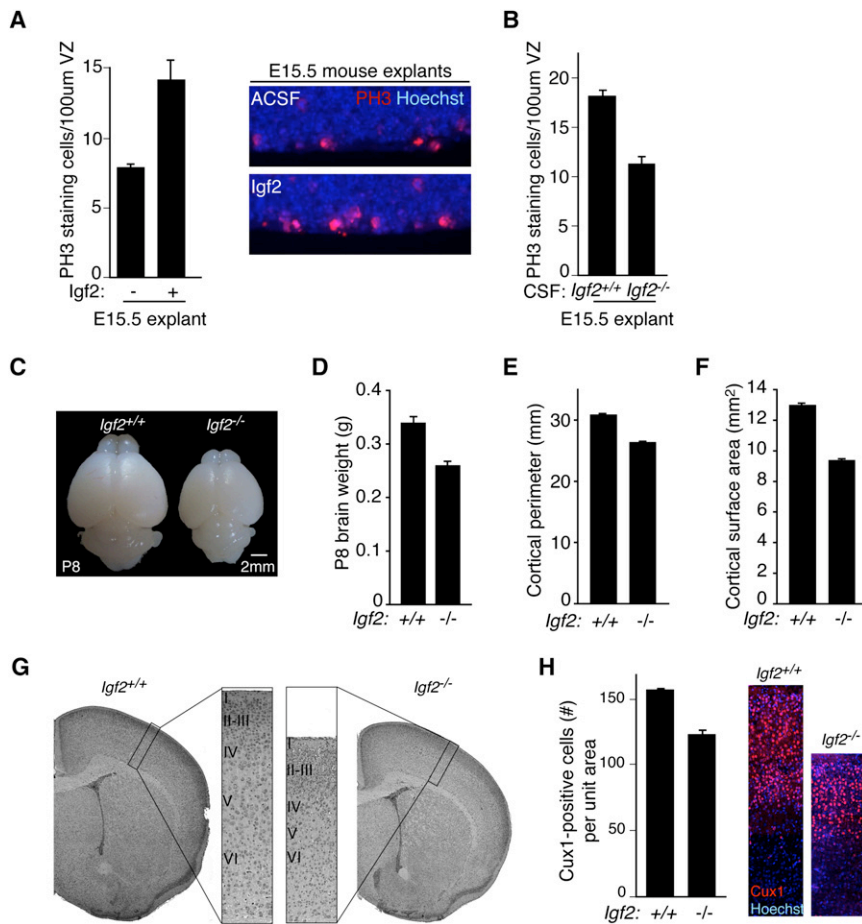 A
PH3 staining cells/100um VZ
15
10
5
0
Igf2: - +
E15.5 explant
E15.5 mouse explants
ACSF PH3 Hoechst
Igf2
B
PH3 staining cells/100um VZ
20
15
10
5
0
CSF: Igf2+/+ Igf2-/-
E15.5 explant
C
Igf2+/+ Igf2-/-
P8
2mm
D
P8 brain weight (g)
0.4
0.3
0.2
0.1
0
Igf2: +/+ -/-
E
Cortical perimeter (mm)
30
20
10
0
Igf2: +/+ -/-
F
Cortical surface area (mm2)
14
12
10
8
6
4
2
0
Igf2: +/+ -/-
G
Igf2+/+ Igf2-/-
I
II-III
IV
V
VI
I
II-III
IV
V
VI
H
Cux1-positive cells (#)
per unit area
150
100
50
0
Igf2: +/+ -/-
Igf2+/+
Igf2-/-
Cux1
Hoechst